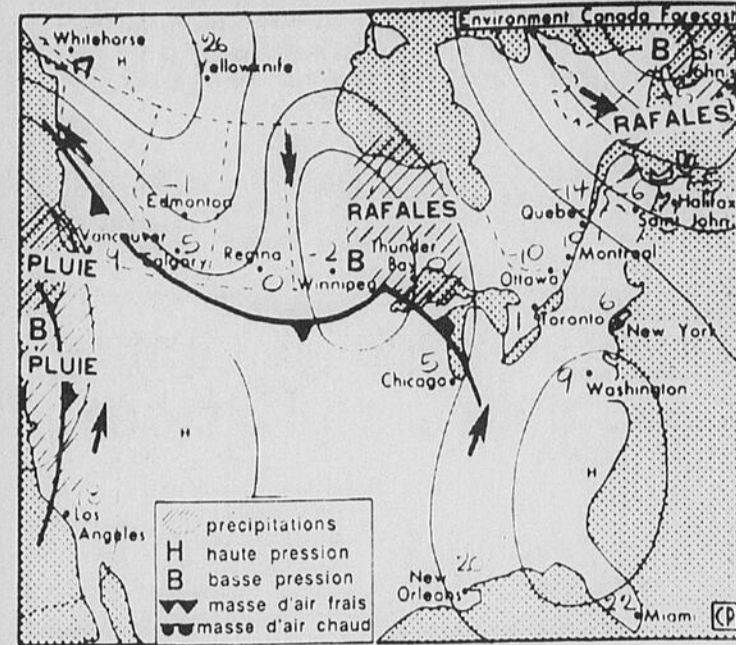 Environment Canada Forecast
Whitehorse
H
26
Yellowknife
B
St
John's
RAFALES
Edmonton
-14
Quebec
-6
Halifax
Saint John
RAFALES
Vancouver
9
5
Calgary
Regina
0
-2
Winnipeg
B
Thunder
Bay
0
-10
Ottawa
Montreal
PLUIE
B
PLUIE
1
Toronto
6
New York
5
Chicago
9
Washington
H
H
Los
Angeles
precipitations
H haute pression
B basse pression
masse d'air frais
masse d'air chaud
20
New
Orleans
22
Miami
CP